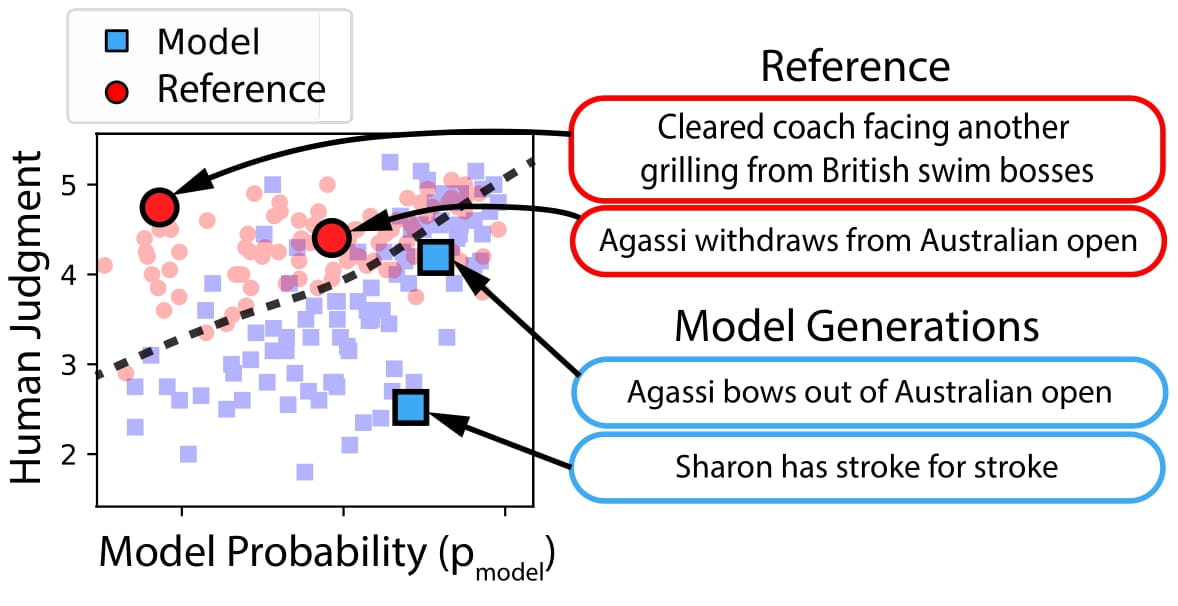 Model
Reference
Reference
Cleared coach facing another
grilling from British swim bosses
Agassi withdraws from Australian open
Model Generations
Agassi bows out of Australian open
Sharon has stroke for stroke
Human Judgment
5
4
3
2
Model Probability (pmodel)